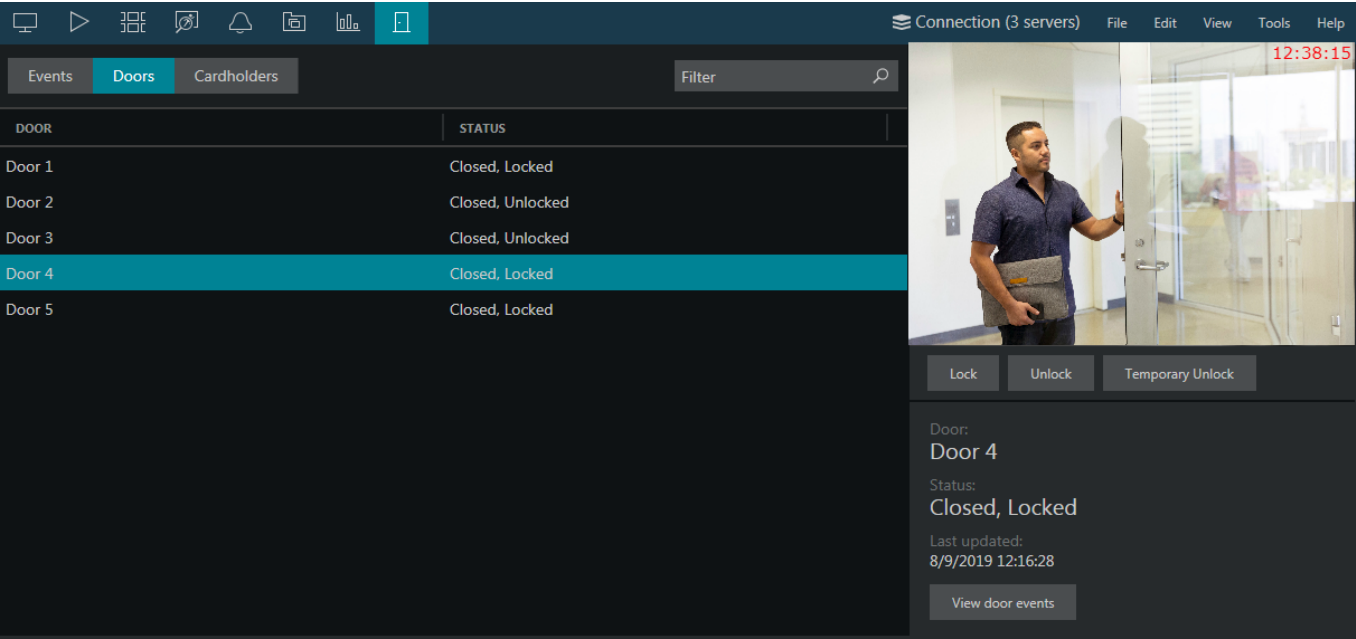 Connection (3 servers) File Edit View Tools Help
Events Doors Cardholders Filter
DOOR STATUS
Door 1 Closed, Locked
Door 2 Closed, Unlocked
Door 3 Closed, Unlocked
Door 4 Closed, Locked
Door 5 Closed, Locked
12:38:15
Lock Unlock Temporary Unlock
Door:
Door 4
Status:
Closed, Locked
Last updated:
8/9/2019 12:16:28
View door events